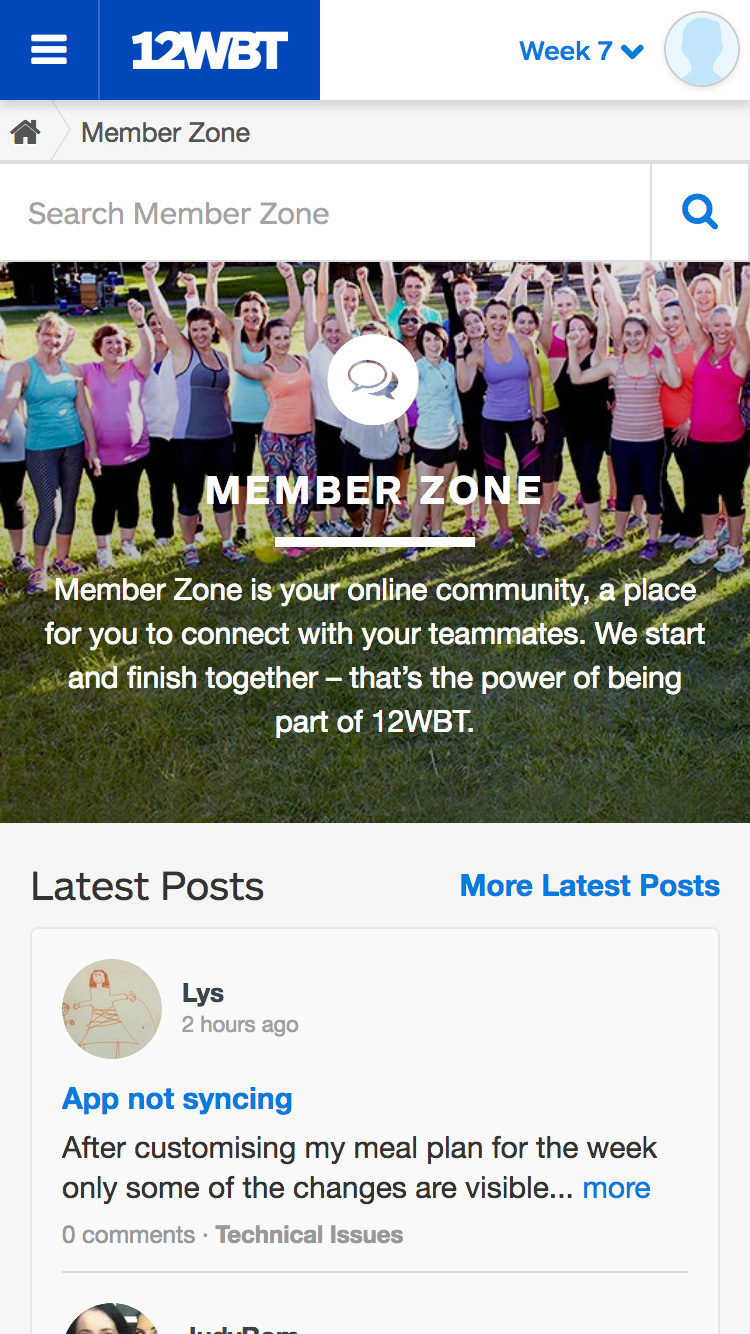 12WBT
Week 7
Member Zone
Search Member Zone
MEMBER ZONE
Member Zone is your online community, a place
for you to connect with your teammates. We start
and finish together – that’s the power of being
part of 12WBT.
Latest Posts
More Latest Posts
Lys
2 hours ago
App not syncing
After customising my meal plan for the week
only some of the changes are visible... more
0 comments · Technical Issues